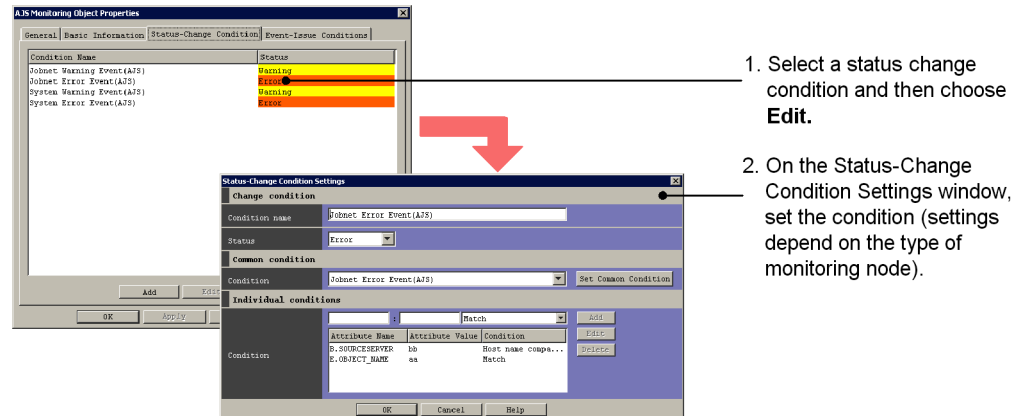 AJS Monitoring Object Properties
General Basic Information Status-Change Condition Event-Issue Conditions
Condition Name Status
Jobnet Warning Event(AJS) Warning
Jobnet Error Event(AJS) Error
System Warning Event(AJS) Warning
System Error Event(AJS) Error
Add
OK Apply
1. Select a status change
condition and then choose
Edit.
2. On the Status-Change
Condition Settings window,
set the condition (settings
depend on the type of
monitoring node).
Status-Change Condition Settings
Change condition
Condition name Jobnet Error Event(AJS)
Status Error
Common condition
Condition Jobnet Error Event(AJS) Set Common Condition
Individual conditions
: Match Add
Attribute Name Attribute Value Condition Edit
B.SOURCESERVER bb Host name compa... Delete
E.OBJECT_NAME aa Match
Condition
OK Cancel Help